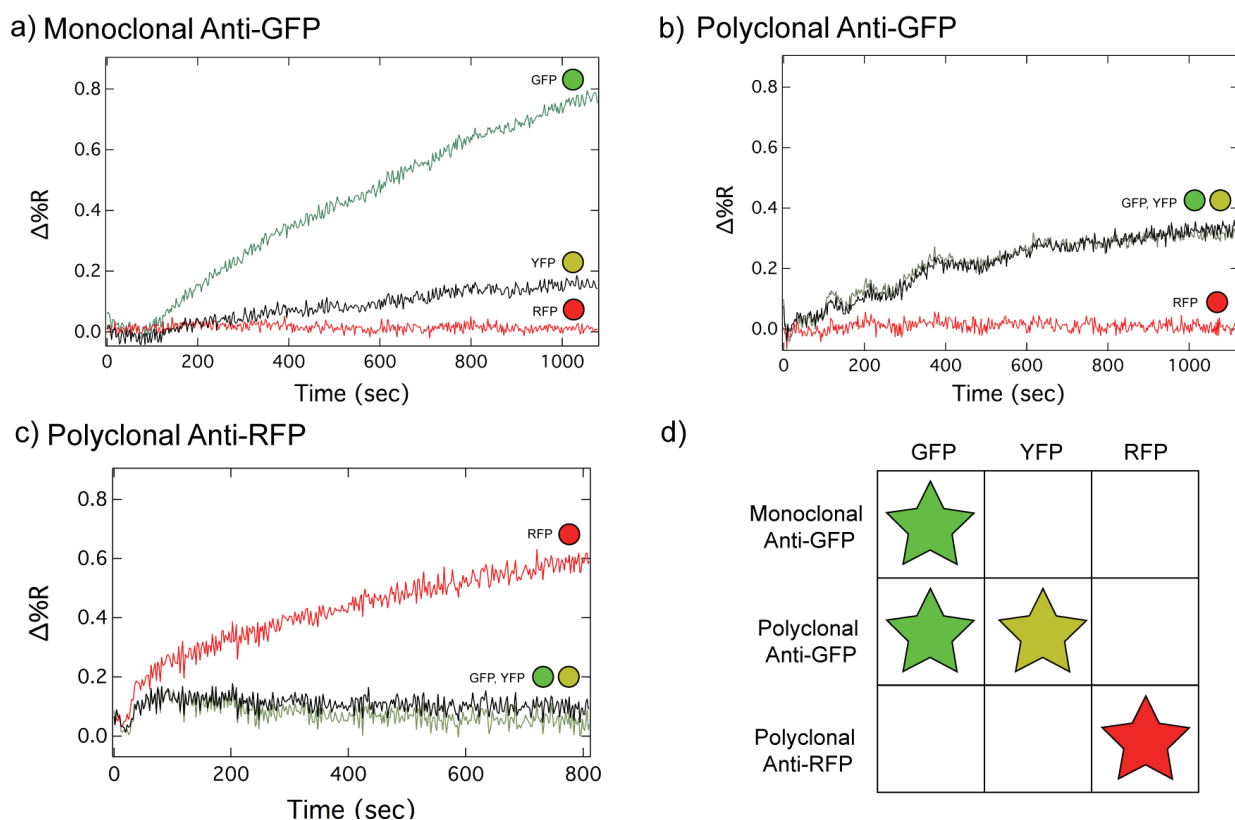 a) Monoclonal Anti-GFP
GFP
0.8
0.6
Δ%R
0.4
YFP
0.2
RFP
0.0
0 200 400 600 800 1000
Time (sec)
b) Polyclonal Anti-GFP
0.8
0.6
Δ%R
0.4
GFP, YFP
0.2
RFP
0.0
0 200 400 600 800 1000
Time (sec)
c) Polyclonal Anti-RFP
0.8
RFP
0.6
Δ%R
0.4
0.2
GFP, YFP
0.0
0 200 400 600 800
Time (sec)
d)
GFP YFP RFP
Monoclonal
Anti-GFP
Polyclonal
Anti-GFP
Polyclonal
Anti-RFP